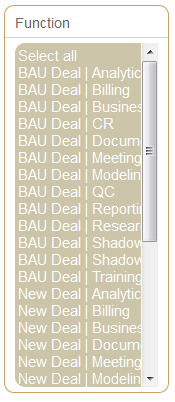 Function
Select all
BAU Deal | Analytic
BAU Deal | Billing
BAU Deal | Busines
BAU Deal | CR
BAU Deal | Docum
BAU Deal | Meeting
BAU Deal | Modelin
BAU Deal | QC
BAU Deal | Reportin
BAU Deal | Resear
BAU Deal | Shadow
BAU Deal | Shadow
BAU Deal | Training
New Deal | Analytic
New Deal | Billing
New Deal | Busines
New Deal | Docume
New Deal | Meeting
New Deal | Modelin